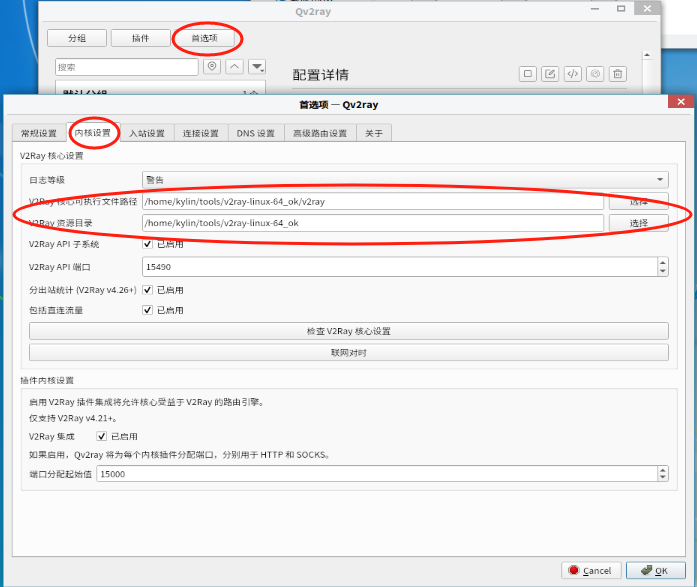 Qv2ray
分组 插件 首选项
搜索
配置详情
首选项 — Qv2ray
常规设置 内核设置 入站设置 连接设置 DNS 设置 高级路由设置 关于
V2Ray 核心设置
日志等级 警告
V2Ray 核心可执行文件路径 /home/kylin/tools/v2ray-linux-64_ok/v2ray 选择
V2Ray 资源目录 /home/kylin/tools/v2ray-linux-64_ok 选择
V2Ray API 子系统 已启用
V2Ray API 端口 15490
分出站统计 (V2Ray v4.26+) 已启用
包括直连流量 已启用
检查 V2Ray 核心设置
联网对时
插件内核设置
启用 V2Ray 插件集成将允许核心受益于 V2Ray 的路由引擎。
仅支持 V2Ray v4.21+。
V2Ray 集成 已启用
如果启用，Qv2ray 将为每个内核插件分配端口，分别用于 HTTP 和 SOCKS。
端口分配起始值 15000
Cancel OK